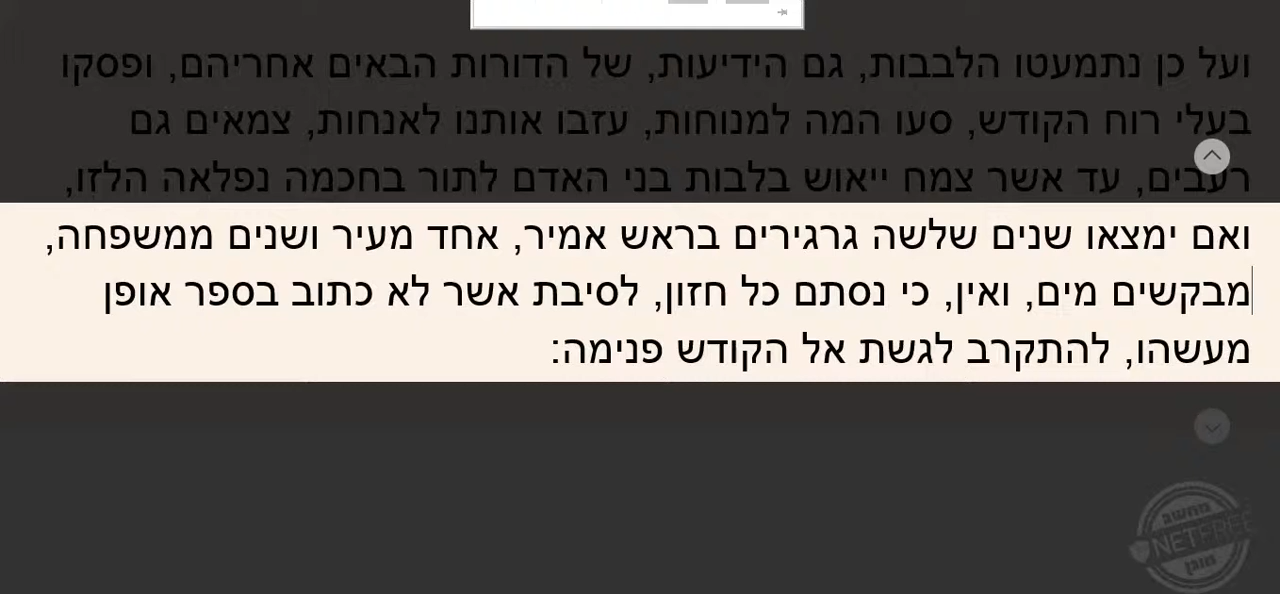 ועל כן נתמעטו הלבבות, גם הידיעות, של הדורות הבאים אחריהם, ופסקו
בעלי רוח הקודש, סעו המה למנוחות, עזבו אותנו לאנחות, צמאים גם
רעבים, עד אשר צמח ייאוש בלבות בני האדם לתור בחכמה נפלאה הלזו,
ואם ימצאו שנים שלשה גרגירים בראש אמיר, אחד מעיר ושנים ממשפחה,
מבקשים מים, ואין, כי נסתם כל חזון, לסיבת אשר לא כתוב בספר אופן
מעשהו, להתקרב לגשת אל הקודש פנימה:
מחשב
NETFREE
מוגן